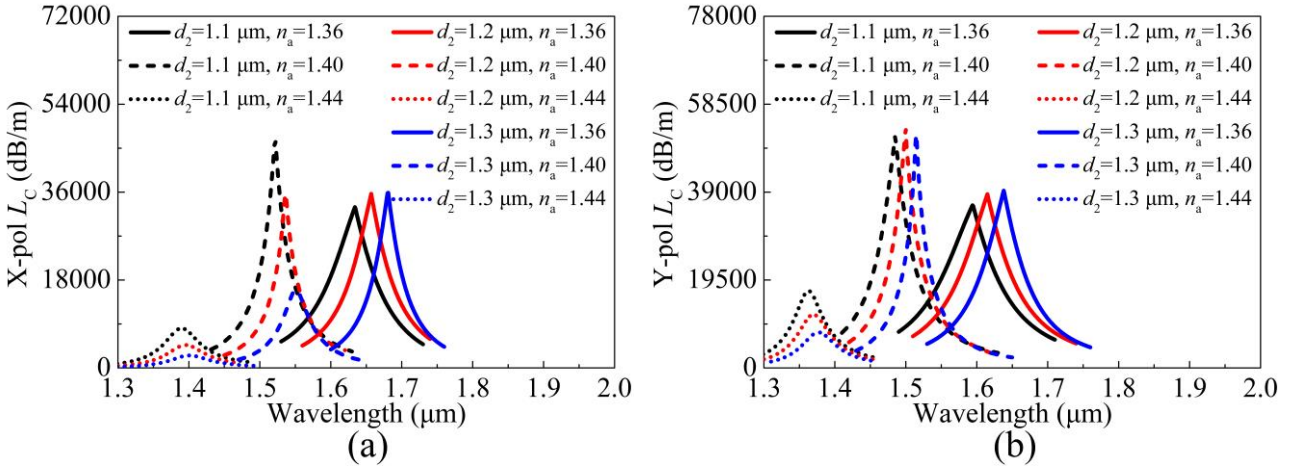 72000
54000
36000
18000
0
X-pol L_C (dB/m)
d₂=1.1 μm, nₐ=1.36
d₂=1.1 μm, nₐ=1.40
d₂=1.1 μm, nₐ=1.44
d₂=1.2 μm, nₐ=1.36
d₂=1.2 μm, nₐ=1.40
d₂=1.2 μm, nₐ=1.44
d₂=1.3 μm, nₐ=1.36
d₂=1.3 μm, nₐ=1.40
d₂=1.3 μm, nₐ=1.44
1.3 1.4 1.5 1.6 1.7 1.8 1.9 2.0
Wavelength (μm)
(a)
78000
58500
39000
19500
0
Y-pol L_C (dB/m)
d₂=1.1 μm, nₐ=1.36
d₂=1.1 μm, nₐ=1.40
d₂=1.1 μm, nₐ=1.44
d₂=1.2 μm, nₐ=1.36
d₂=1.2 μm, nₐ=1.40
d₂=1.2 μm, nₐ=1.44
d₂=1.3 μm, nₐ=1.36
d₂=1.3 μm, nₐ=1.40
d₂=1.3 μm, nₐ=1.44
1.3 1.4 1.5 1.6 1.7 1.8 1.9 2.0
Wavelength (μm)
(b)